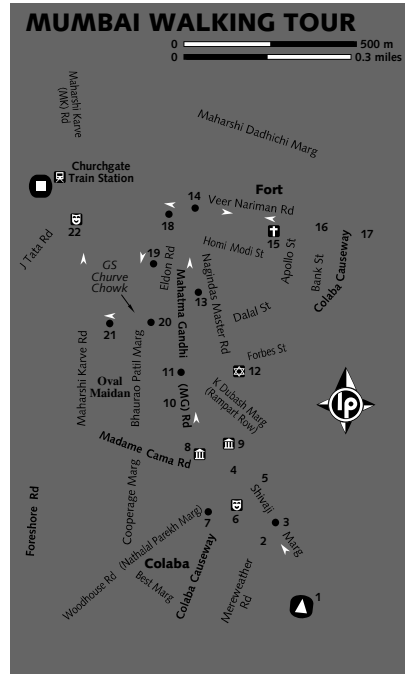 MUMBAI WALKING TOUR
0 500 m
0 0.3 miles
Maharshi Karve
(MK) Rd
Maharshi Dadhichi Marg
Churchgate
Train Station
Fort
14
Veer Nariman Rd
18
22
15
16
17
J Tata Rd
Homi Modi St
Apollo St
Bank St
Colaba Causeway
19
Eldon Rd
GS
Churve
Chowk
Mahatma Gandhi
(MG) Rd
Nagindas Master Rd
13
Dalal St
21
20
Maharshi Karve Rd
Bhaurao Patil Marg
Forbes St
Oval
Maidan
11
12
10
K Dubash Marg
(Rampart Row)
Madame Cama Rd
8
9
4
5
Cooperage Marg
Foreshore Rd
Shivaji
Marg
6
7
3
2
Woodhouse Rd (Nathalal Parekh Marg)
Colaba
Best Marg
Colaba Causeway
Mereweather
Rd
1
lp